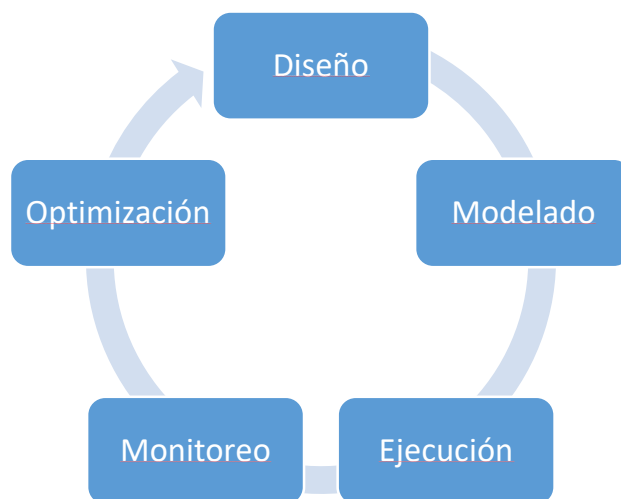 Diseño
Modelado
Ejecución
Monitoreo
Optimización